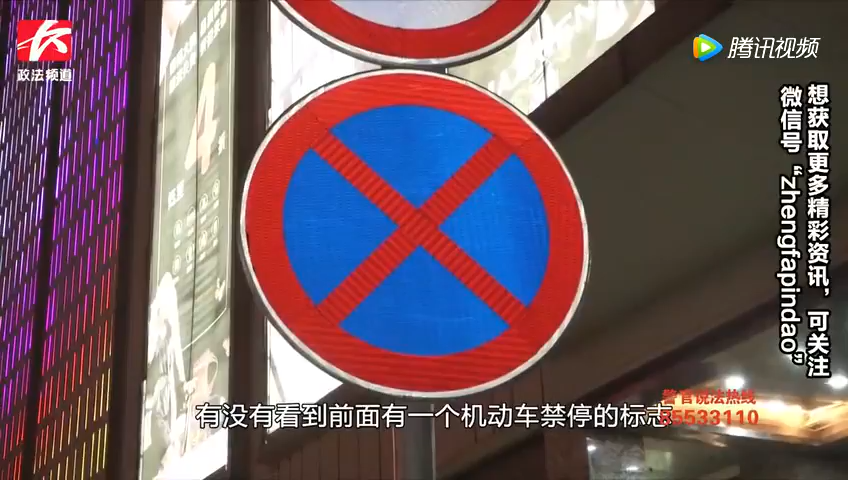 政法频道
腾讯视频
想获取更多精彩资讯，可关注
微信号“zhengfapindao”
4
有没有看到前面有一个机动车禁停的标志
警官说法热线
85533110